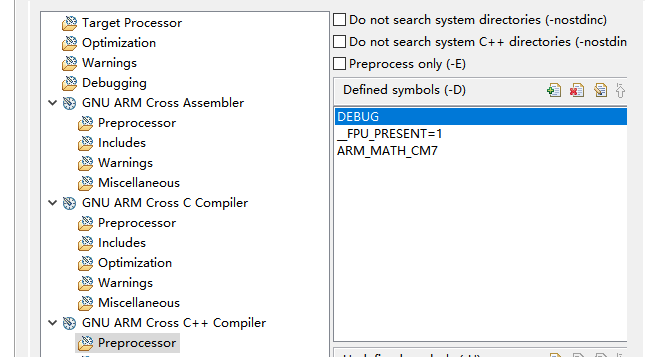 Target Processor
Optimization
Warnings
Debugging
GNU ARM Cross Assembler
Preprocessor
Includes
Warnings
Miscellaneous
GNU ARM Cross C Compiler
Preprocessor
Includes
Optimization
Warnings
Miscellaneous
GNU ARM Cross C++ Compiler
Preprocessor
Do not search system directories (-nostdinc)
Do not search system C++ directories (-nostdin
Preprocess only (-E)
Defined symbols (-D)
DEBUG
__FPU_PRESENT=1
ARM_MATH_CM7